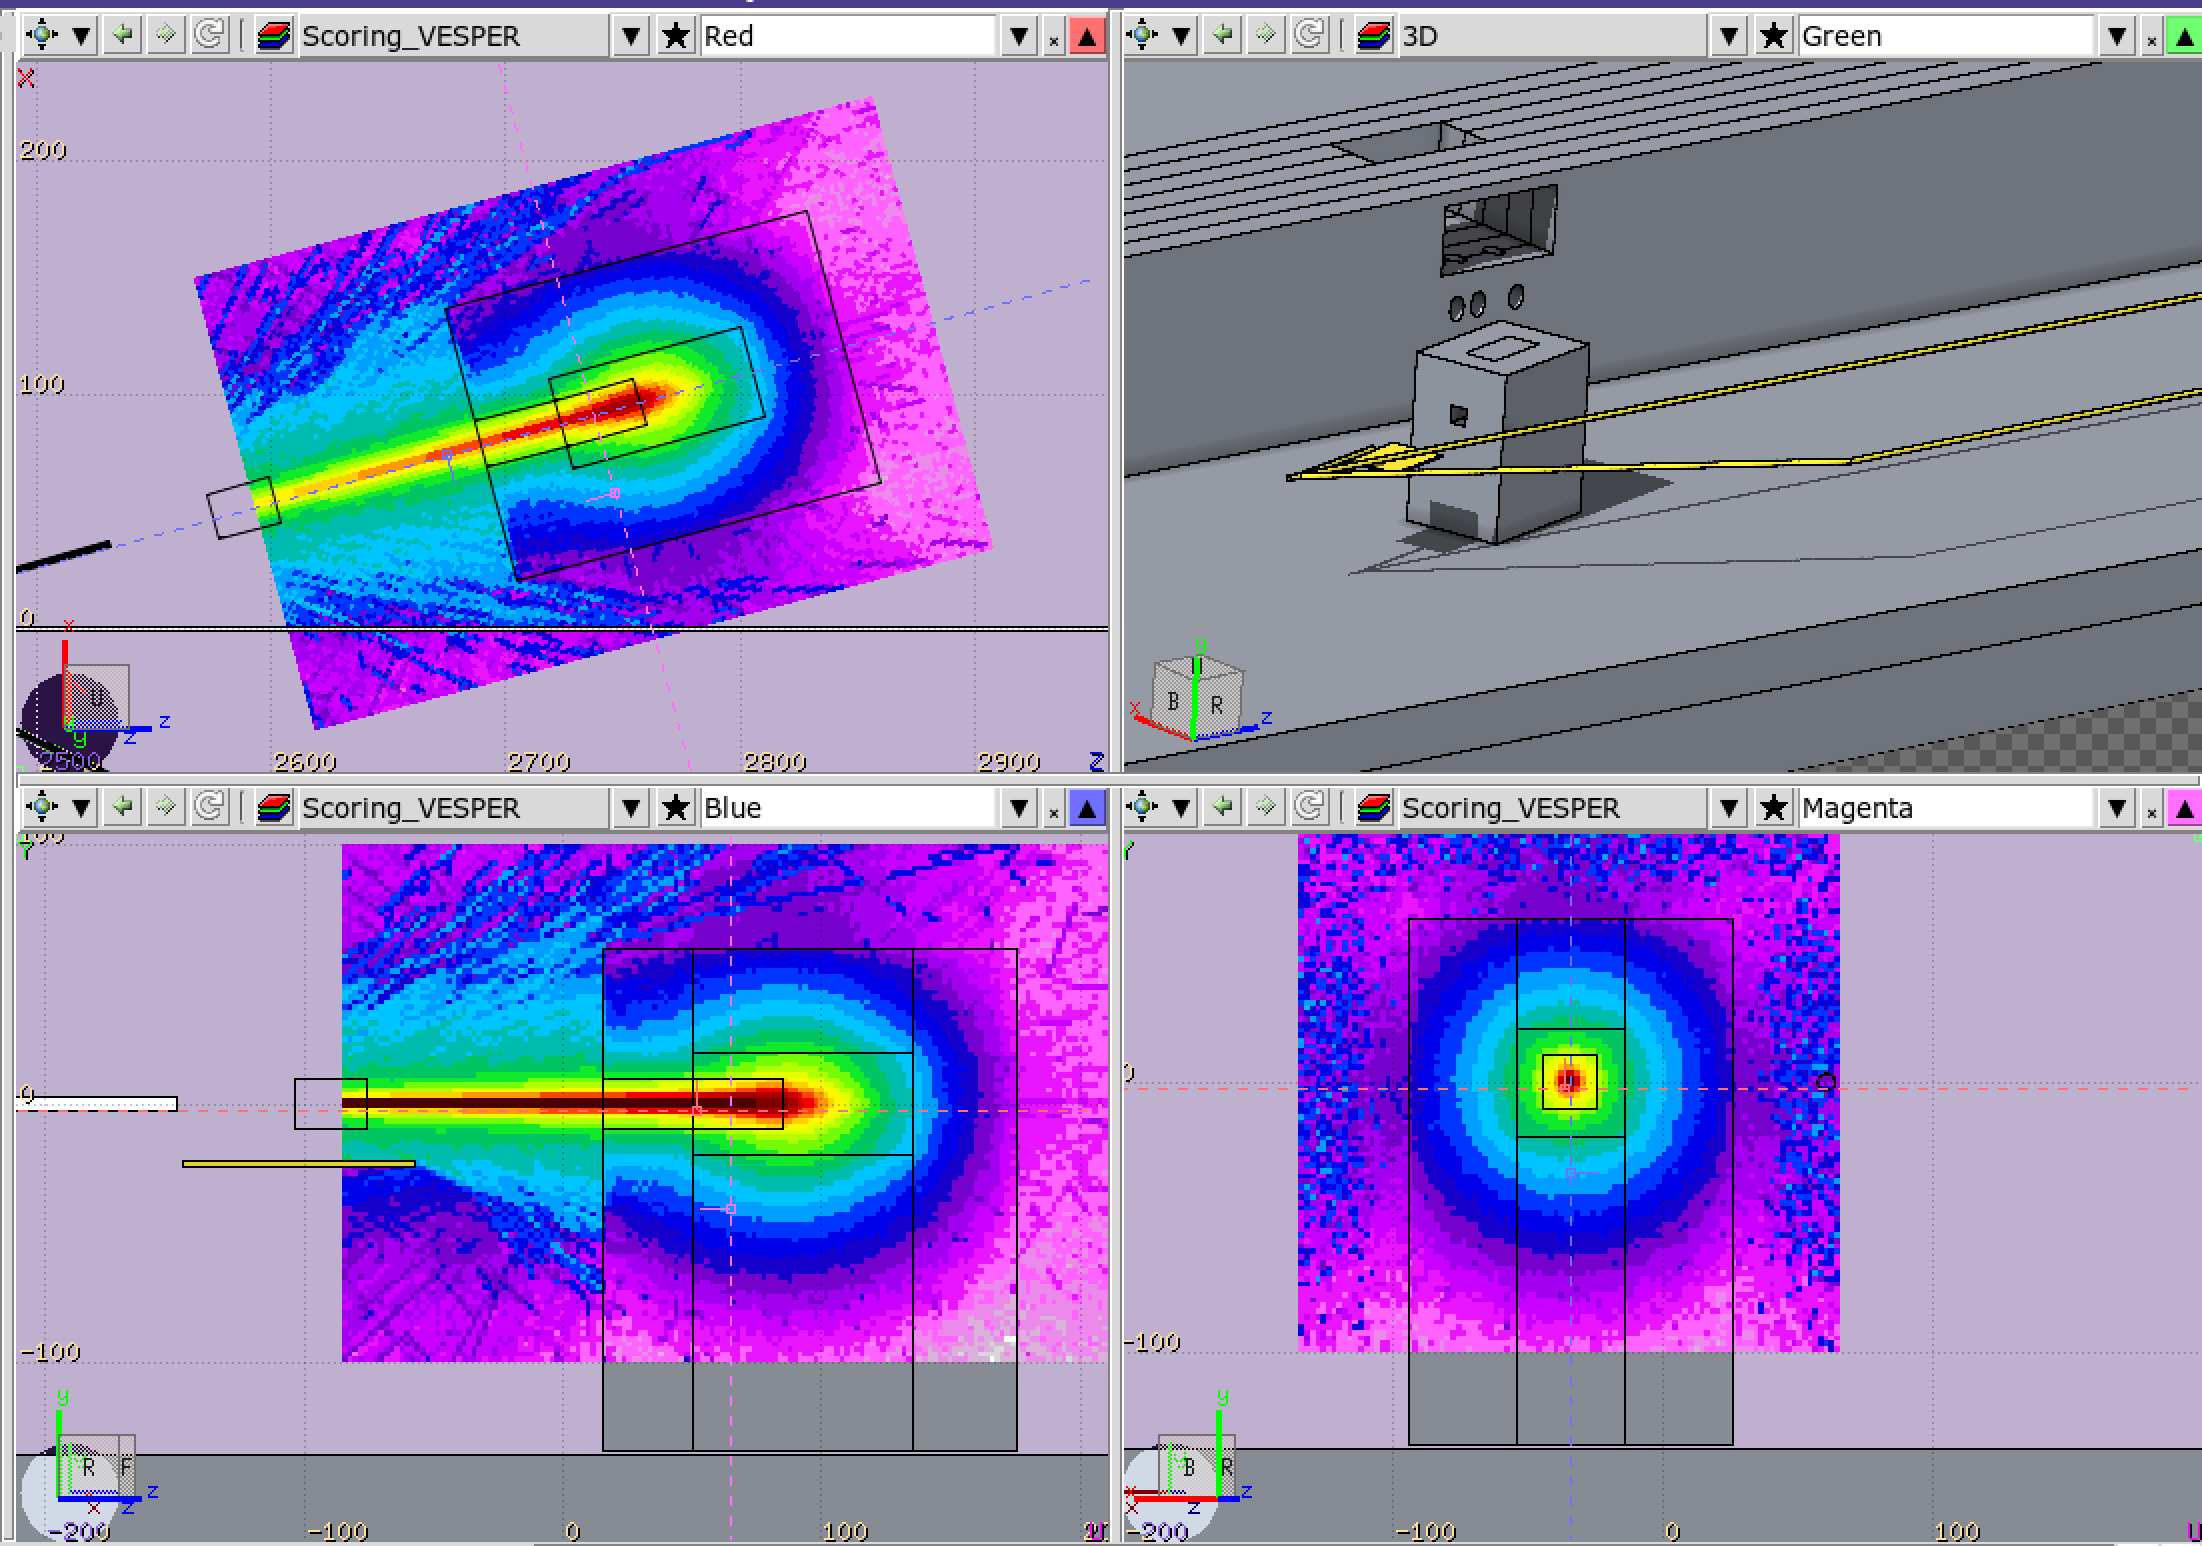 Scoring_VESPER Red
X
200
100
0
x
U
z
z
y
2500 2600 2700 2800 2900 Z
3D Green
y
x
B R
z
Scoring_VESPER Blue
100
Y
0
-100
y
R F
z
x z
-200 -100 0 100 U
Scoring_VESPER Magenta
Y
0
-100
y
B R
z
x z
-200 -100 0 100 U